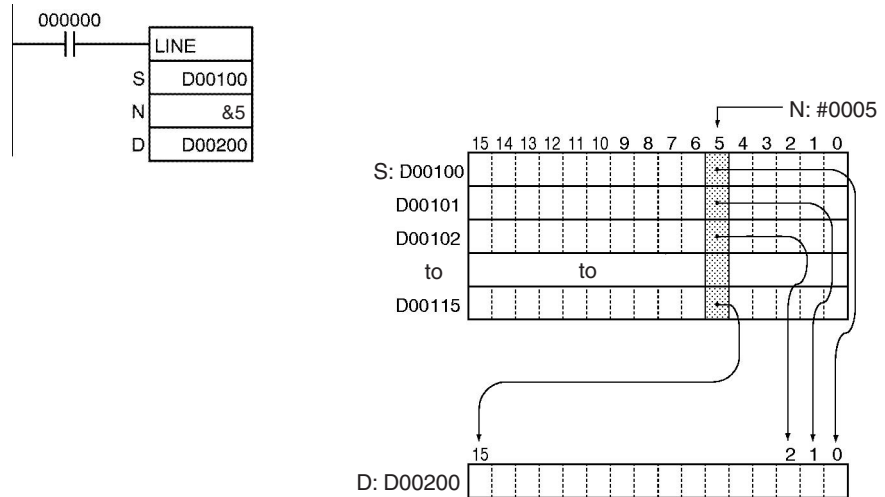 000000
LINE
S D00100
N &5
D D00200
N: #0005
15 14 13 12 11 10 9 8 7 6 5 4 3 2 1 0
S: D00100
D00101
D00102
to to
D00115
15 2 1 0
D: D00200